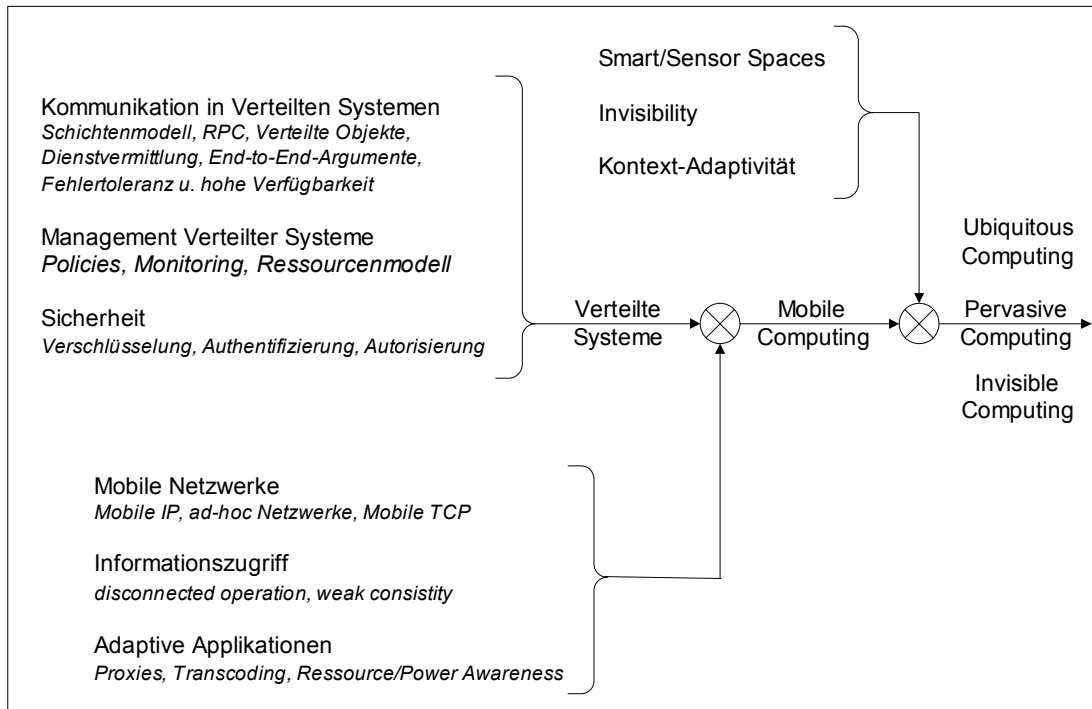 Smart/Sensor Spaces
Invisibility
Kontext-Adaptivität
Kommunikation in Verteilten Systemen
Schichtenmodell, RPC, Verteilte Objekte,
Dienstvermittlung, End-to-End-Argumente,
Fehlertoleranz u. hohe Verfügbarkeit
Management Verteilter Systeme
Policies, Monitoring, Ressourcenmodell
Sicherheit
Verschlüsselung, Authentifizierung, Autorisierung
Verteilte
Systeme
Mobile
Computing
Ubiquitous
Computing
Pervasive
Computing
Invisible
Computing
Mobile Netzwerke
Mobile IP, ad-hoc Netzwerke, Mobile TCP
Informationszugriff
disconnected operation, weak consistity
Adaptive Applikationen
Proxies, Transcoding, Ressource/Power Awareness